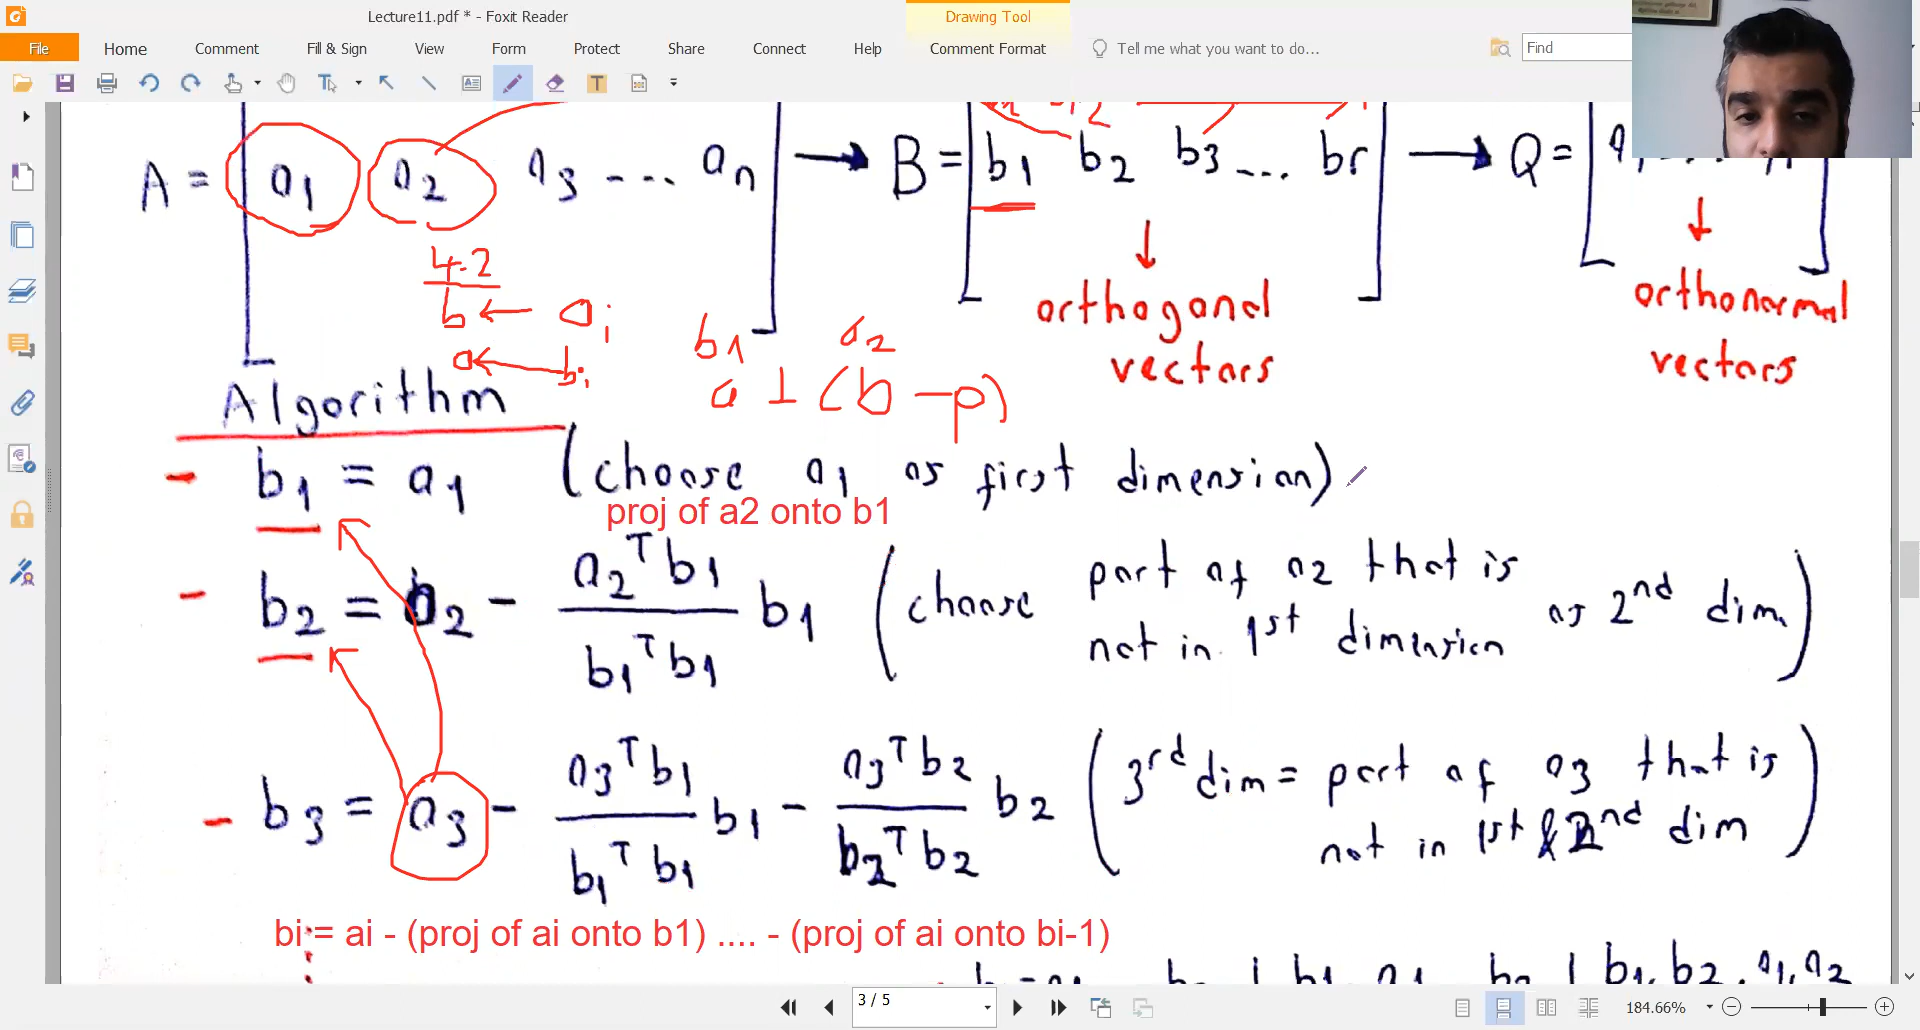 Lecture11.pdf * - Foxit Reader
Drawing Tool
File Home Comment Fill & Sign View Form Protect Share Connect Help Comment Format Tell me what you want to do... Find
A = a1 a2 a3 .... an → B = b1 b2 b3 ... br → Q =
4.2
b ← ai
a ← bi
b1 a2
a ⊥ (b - p)
orthogonal
vectors
orthonormal
vectors
Algorithm
- b1 = a1 (choose a1 as first dimension)
proj of a2 onto b1
- b2 = a2 - a2ᵀb1 / b1ᵀb1 b1 (choose part of a2 that is not in 1st dimension as 2nd dim.)
- b3 = a3 - a3ᵀb1 / b1ᵀb1 b1 - a3ᵀb2 / b2ᵀb2 b2 (3rd dim = part of a3 that is not in 1st & 2nd dim)
bi = ai - (proj of ai onto b1) .... - (proj of ai onto bi-1)
3 / 5
184.66%